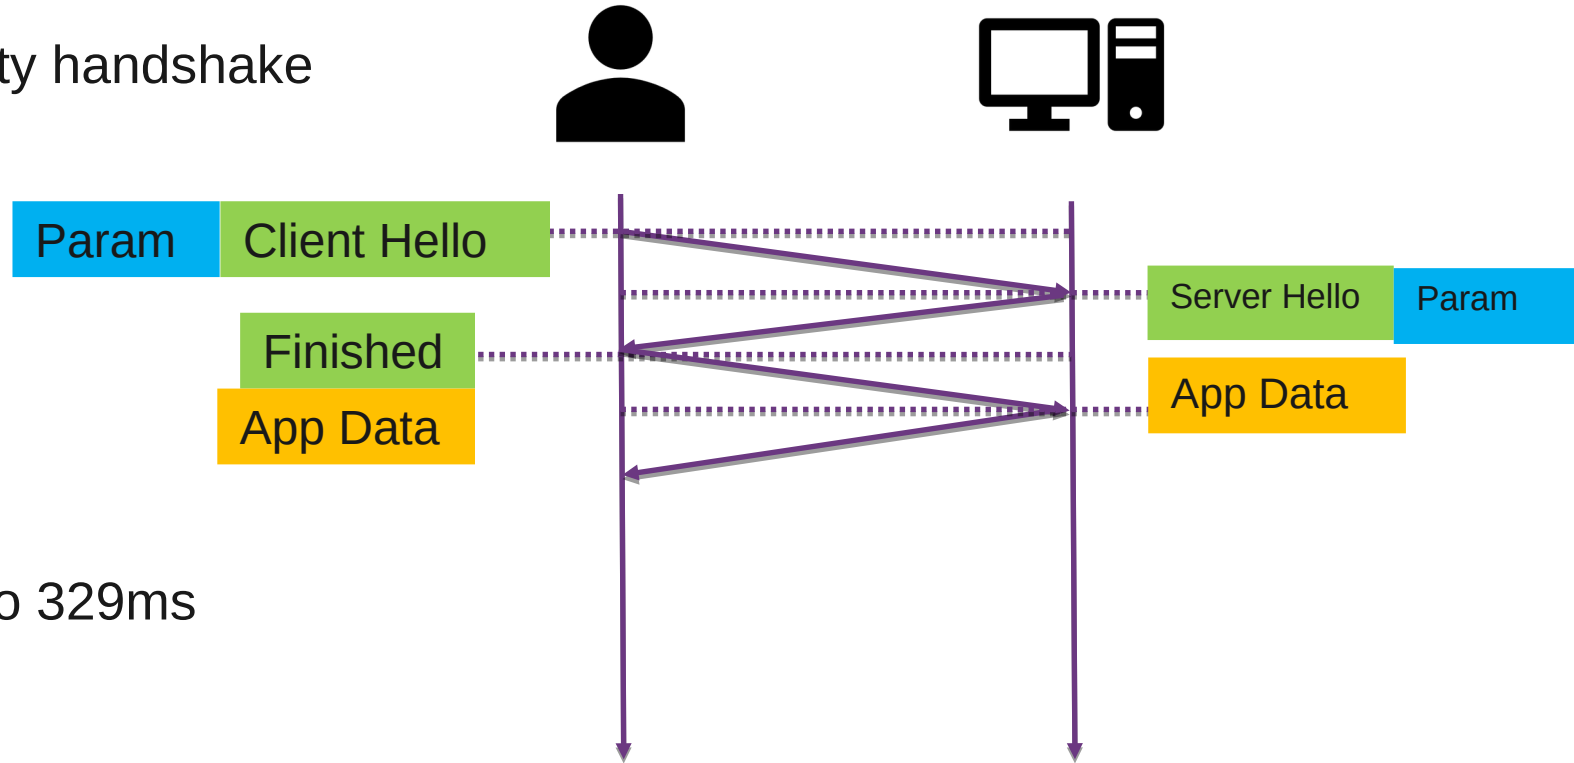 ty handshake
Param Client Hello
Server Hello Param
Finished
App Data
App Data
o 329ms